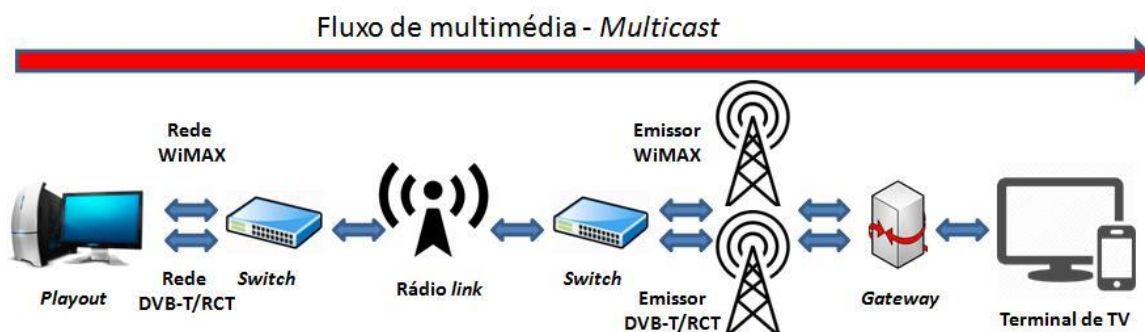 Fluxo de multimédia - Multicast
Rede
WiMAX
Emissor
WiMAX
Playout
Rede
DVB-T/RCT
Switch
Rádio link
Switch
Emissor
DVB-T/RCT
Gateway
Terminal de TV